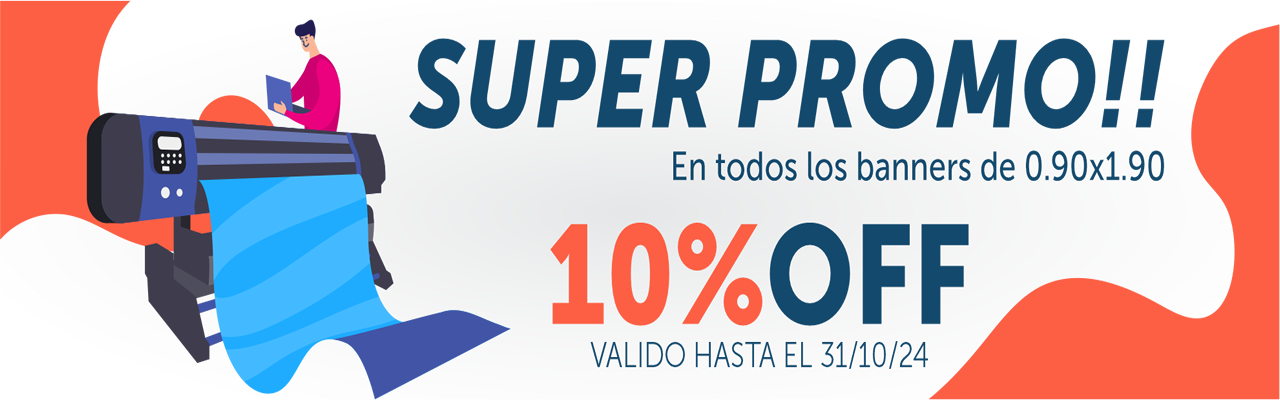 SUPER PROMO!!
En todos los banners de 0.90x1.90
10%OFF
VALIDO HASTA EL 31/10/24